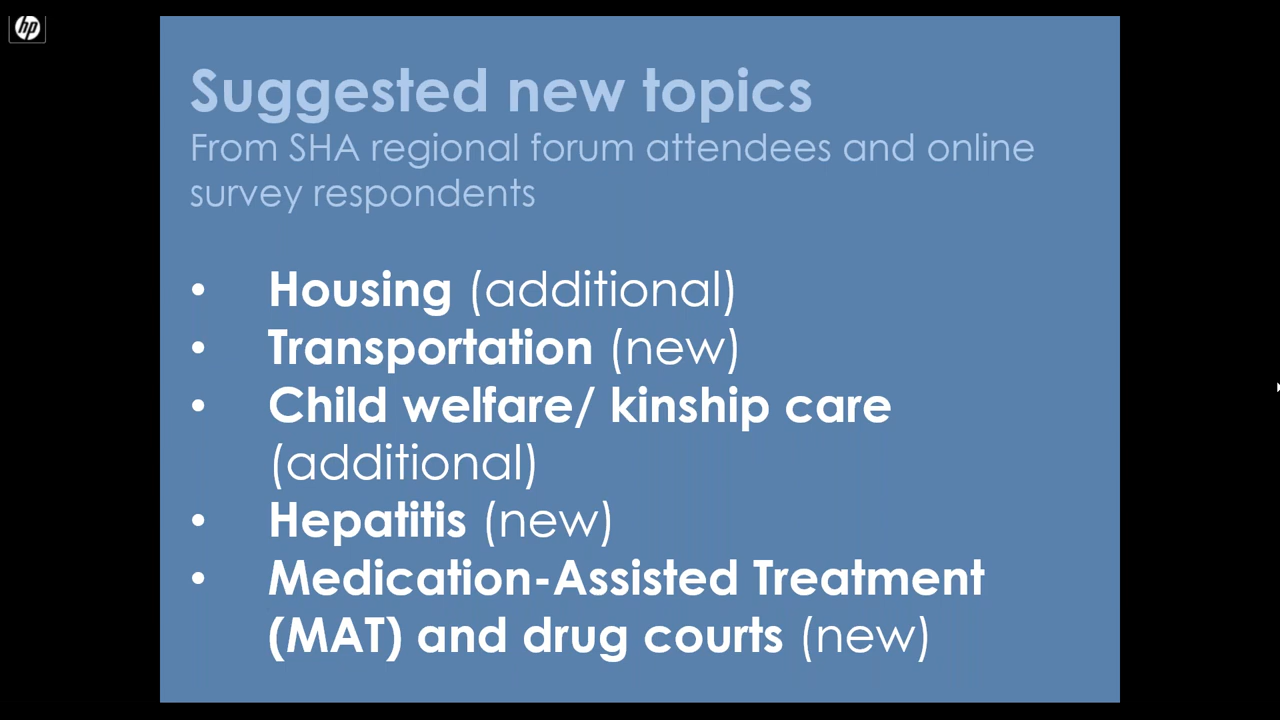 hp
Suggested new topics
From SHA regional forum attendees and online
survey respondents
• Housing (additional)
• Transportation (new)
• Child welfare/ kinship care
(additional)
• Hepatitis (new)
• Medication-Assisted Treatment
(MAT) and drug courts (new)